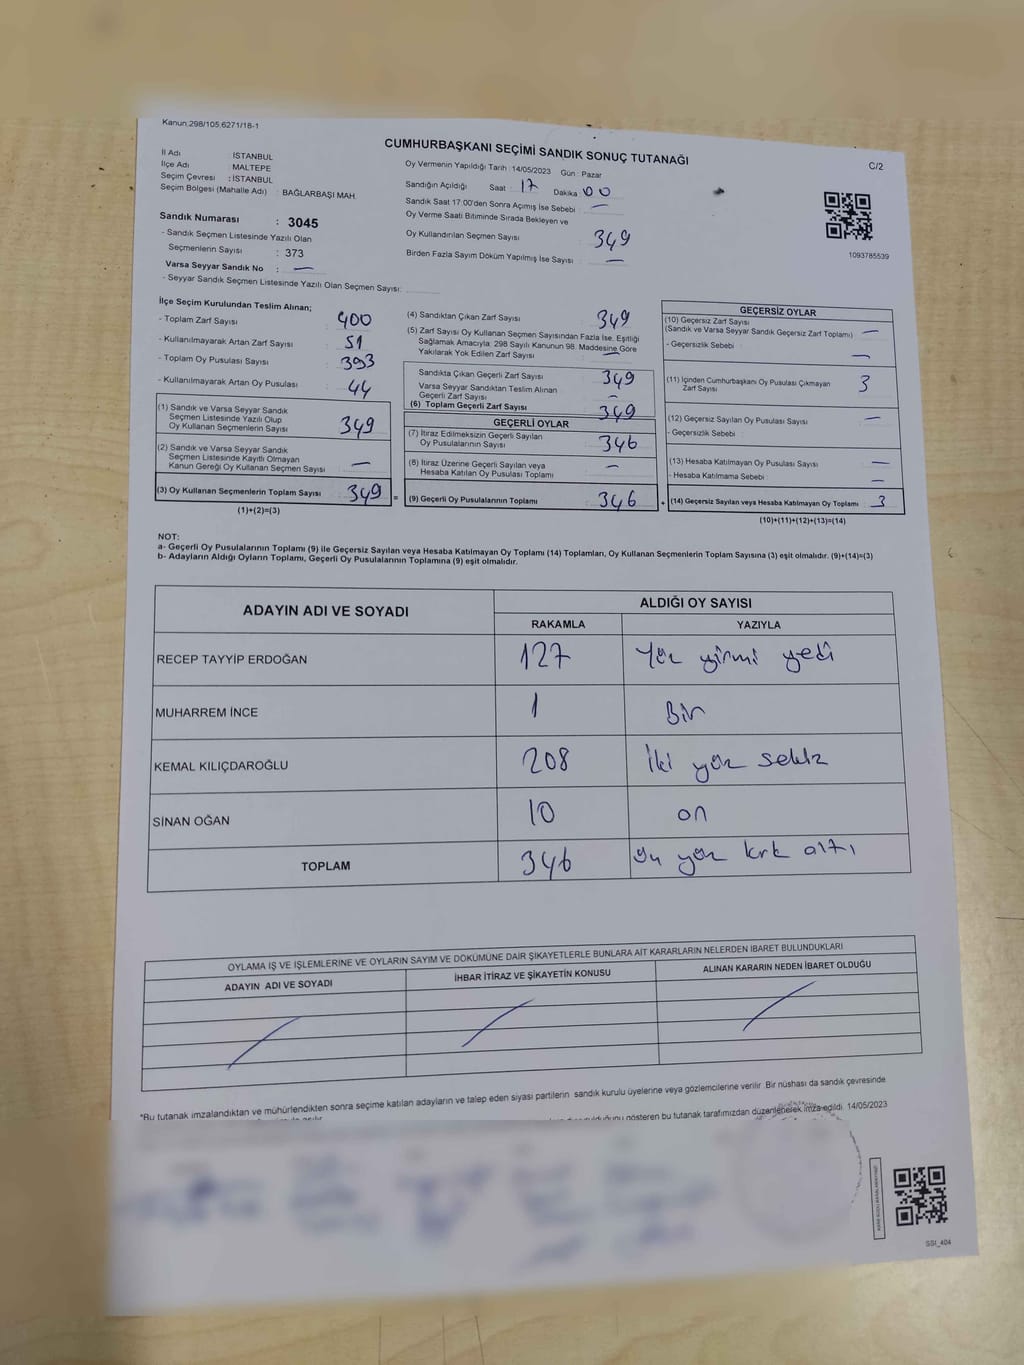 Kanun:298/105,6271/18-1
CUMHURBAŞKANI SEÇİMİ SANDIK SONUÇ TUTANAĞI
C/2
İl Adı : İSTANBUL
İlçe Adı : MALTEPE
Seçim Çevresi : İSTANBUL
Seçim Bölgesi (Mahalle Adı) : BAĞLARBAŞI MAH.
Oy Vermenin Yapıldığı Tarih : 14/05/2023 Gün : Pazar
Sandığın Açıldığı Saat : 17 Dakika : 00
Sandık Saat 17:00'den Sonra Açımış İse Sebebi : —
Oy Verme Saati Bitiminde Sırada Bekleyen ve
Oy Kullandırılan Seçmen Sayısı : 349
Birden Fazla Sayım Döküm Yapılmış İse Sayısı : —
1093785539
Sandık Numarası : 3045
- Sandık Seçmen Listesinde Yazılı Olan
Seçmenlerin Sayısı : 373
Varsa Seyyar Sandık No : —
- Seyyar Sandık Seçmen Listesinde Yazılı Olan Seçmen Sayısı:
İlçe Seçim Kurulundan Teslim Alınan;
- Toplam Zarf Sayısı : 400
- Kullanılmayarak Artan Zarf Sayısı : 51
- Toplam Oy Pusulası Sayısı : 393
- Kullanılmayarak Artan Oy Pusulası : 44
(1) Sandık ve Varsa Seyyar Sandık
Seçmen Listesinde Yazılı Olup
Oy Kullanan Seçmenlerin Sayısı : 349
(2) Sandık ve Varsa Seyyar Sandık
Seçmen Listesinde Kayıtlı Olmayan
Kanun Gereği Oy Kullanan Seçmen Sayısı : —
(3) Oy Kullanan Seçmenlerin Toplam Sayısı : 349 =
(1)+(2)=(3)
(4) Sandıktan Çıkan Zarf Sayısı : 349
(5) Zarf Sayısı Oy Kullanan Seçmen Sayısından Fazla İse, Eşitliği
Sağlamak Amacıyla: 298 Sayılı Kanunun 98. Maddesine Göre
Yakılarak Yok Edilen Zarf Sayısı : —
Sandıkta Çıkan Geçerli Zarf Sayısı : 349
Varsa Seyyar Sandıktan Teslim Alınan
Geçerli Zarf Sayısı : —
(6) Toplam Geçerli Zarf Sayısı : 349
GEÇERLİ OYLAR
(7) İtiraz Edilmeksizin Geçerli Sayılan
Oy Pusulalarının Sayısı : 346
(8) İtiraz Üzerine Geçerli Sayılan veya
Hesaba Katılan Oy Pusulası Toplamı : —
(9) Geçerli Oy Pusulalarının Toplamı : 346 +
GEÇERSİZ OYLAR
(10) Geçersiz Zarf Sayısı
(Sandık ve Varsa Seyyar Sandık Geçersiz Zarf Toplamı) : —
- Geçersizlik Sebebi : —
(11) İçinden Cumhurbaşkanı Oy Pusulası Çıkmayan
Zarf Sayısı : 3
(12) Geçersiz Sayılan Oy Pusulası Sayısı : —
- Geçersizlik Sebebi :
(13) Hesaba Katılmayan Oy Pusulası Sayısı : —
- Hesaba Katılmama Sebebi : —
(14) Geçersiz Sayılan veya Hesaba Katılmayan Oy Toplamı : 3
(10)+(11)+(12)+(13)=(14)
NOT:
a- Geçerli Oy Pusulalarının Toplamı (9) ile Geçersiz Sayılan veya Hesaba Katılmayan Oy Toplamı (14) Toplamları, Oy Kullanan Seçmenlerin Toplam Sayısına (3) eşit olmalıdır. (9)+(14)=(3)
b- Adayların Aldığı Oyların Toplamı, Geçerli Oy Pusulalarının Toplamına (9) eşit olmalıdır.
ADAYIN ADI VE SOYADI
ALDIĞI OY SAYISI
RAKAMLA YAZIYLA
RECEP TAYYİP ERDOĞAN 127 Yüz yirmi yedi
MUHARREM İNCE 1 Bir
KEMAL KILIÇDAROĞLU 208 İki yüz sekiz
SİNAN OĞAN 10 on
TOPLAM 346 Üç yüz kırk altı
OYLAMA İŞ VE İŞLEMLERİNE VE OYLARIN SAYIM VE DÖKÜMÜNE DAİR ŞİKAYETLERLE BUNLARA AİT KARARLARIN NELERDEN İBARET BULUNDUKLARI
ADAYIN ADI VE SOYADI İHBAR İTİRAZ VE ŞİKAYETİN KONUSU ALINAN KARARIN NEDEN İBARET OLDUĞU
*Bu tutanak imzalandıktan ve mühürlendikten sonra seçime katılan adayların ve talep eden siyasi partilerin sandık kurulu üyelerine veya gözlemcilerine verilir. Bir nüshası da sandık çevresinde
gösteren bu tutanak tarafımızdan düzenlenerek imza edildi. 14/05/2023
SSI_404